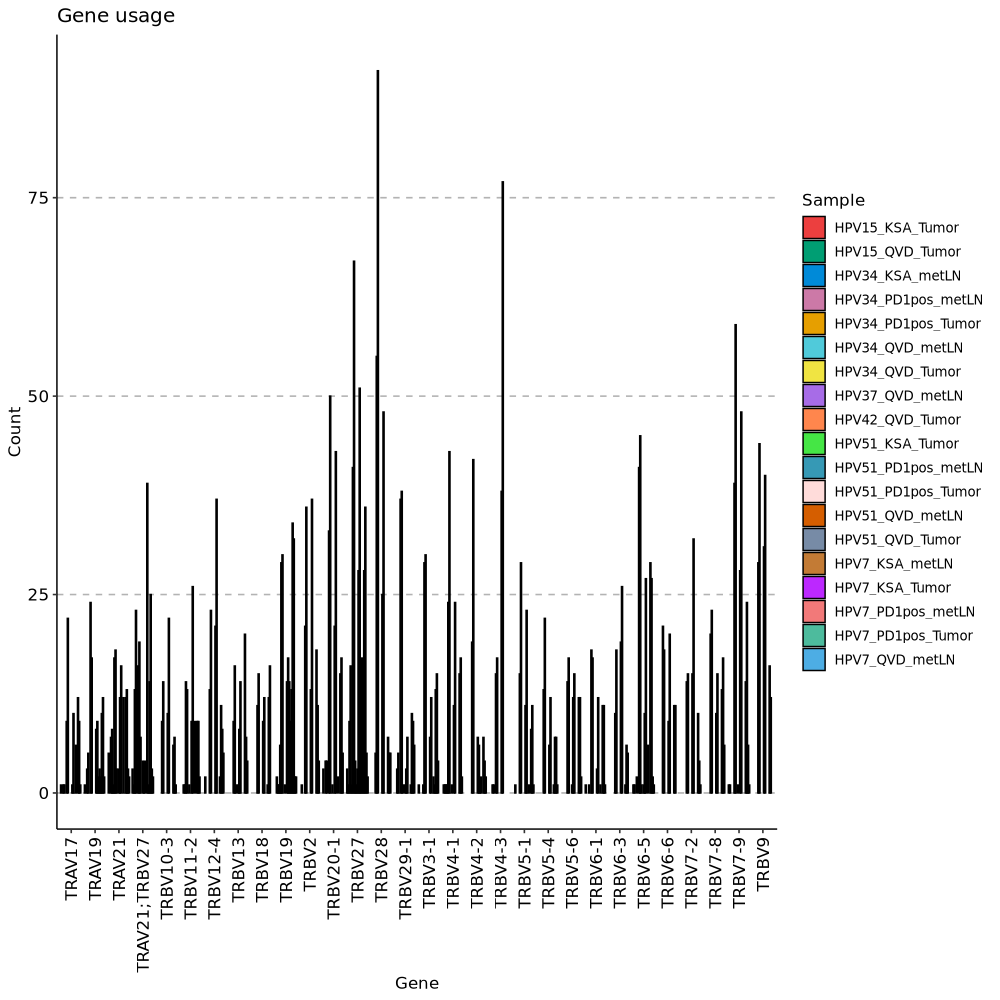 Gene usage
Count
75
50
25
0
TRAV17
TRAV19
TRAV21
TRAV21;TRBV27
TRBV10-3
TRBV11-2
TRBV12-4
TRBV13
TRBV18
TRBV19
TRBV2
TRBV20-1
TRBV27
TRBV28
TRBV29-1
TRBV3-1
TRBV4-1
TRBV4-2
TRBV4-3
TRBV5-1
TRBV5-4
TRBV5-6
TRBV6-1
TRBV6-3
TRBV6-5
TRBV6-6
TRBV7-2
TRBV7-8
TRBV7-9
TRBV9
Gene
Sample
HPV15_KSA_Tumor
HPV15_QVD_Tumor
HPV34_KSA_metLN
HPV34_PD1pos_metLN
HPV34_PD1pos_Tumor
HPV34_QVD_metLN
HPV34_QVD_Tumor
HPV37_QVD_metLN
HPV42_QVD_Tumor
HPV51_KSA_Tumor
HPV51_PD1pos_metLN
HPV51_PD1pos_Tumor
HPV51_QVD_metLN
HPV51_QVD_Tumor
HPV7_KSA_metLN
HPV7_KSA_Tumor
HPV7_PD1pos_metLN
HPV7_PD1pos_Tumor
HPV7_QVD_metLN